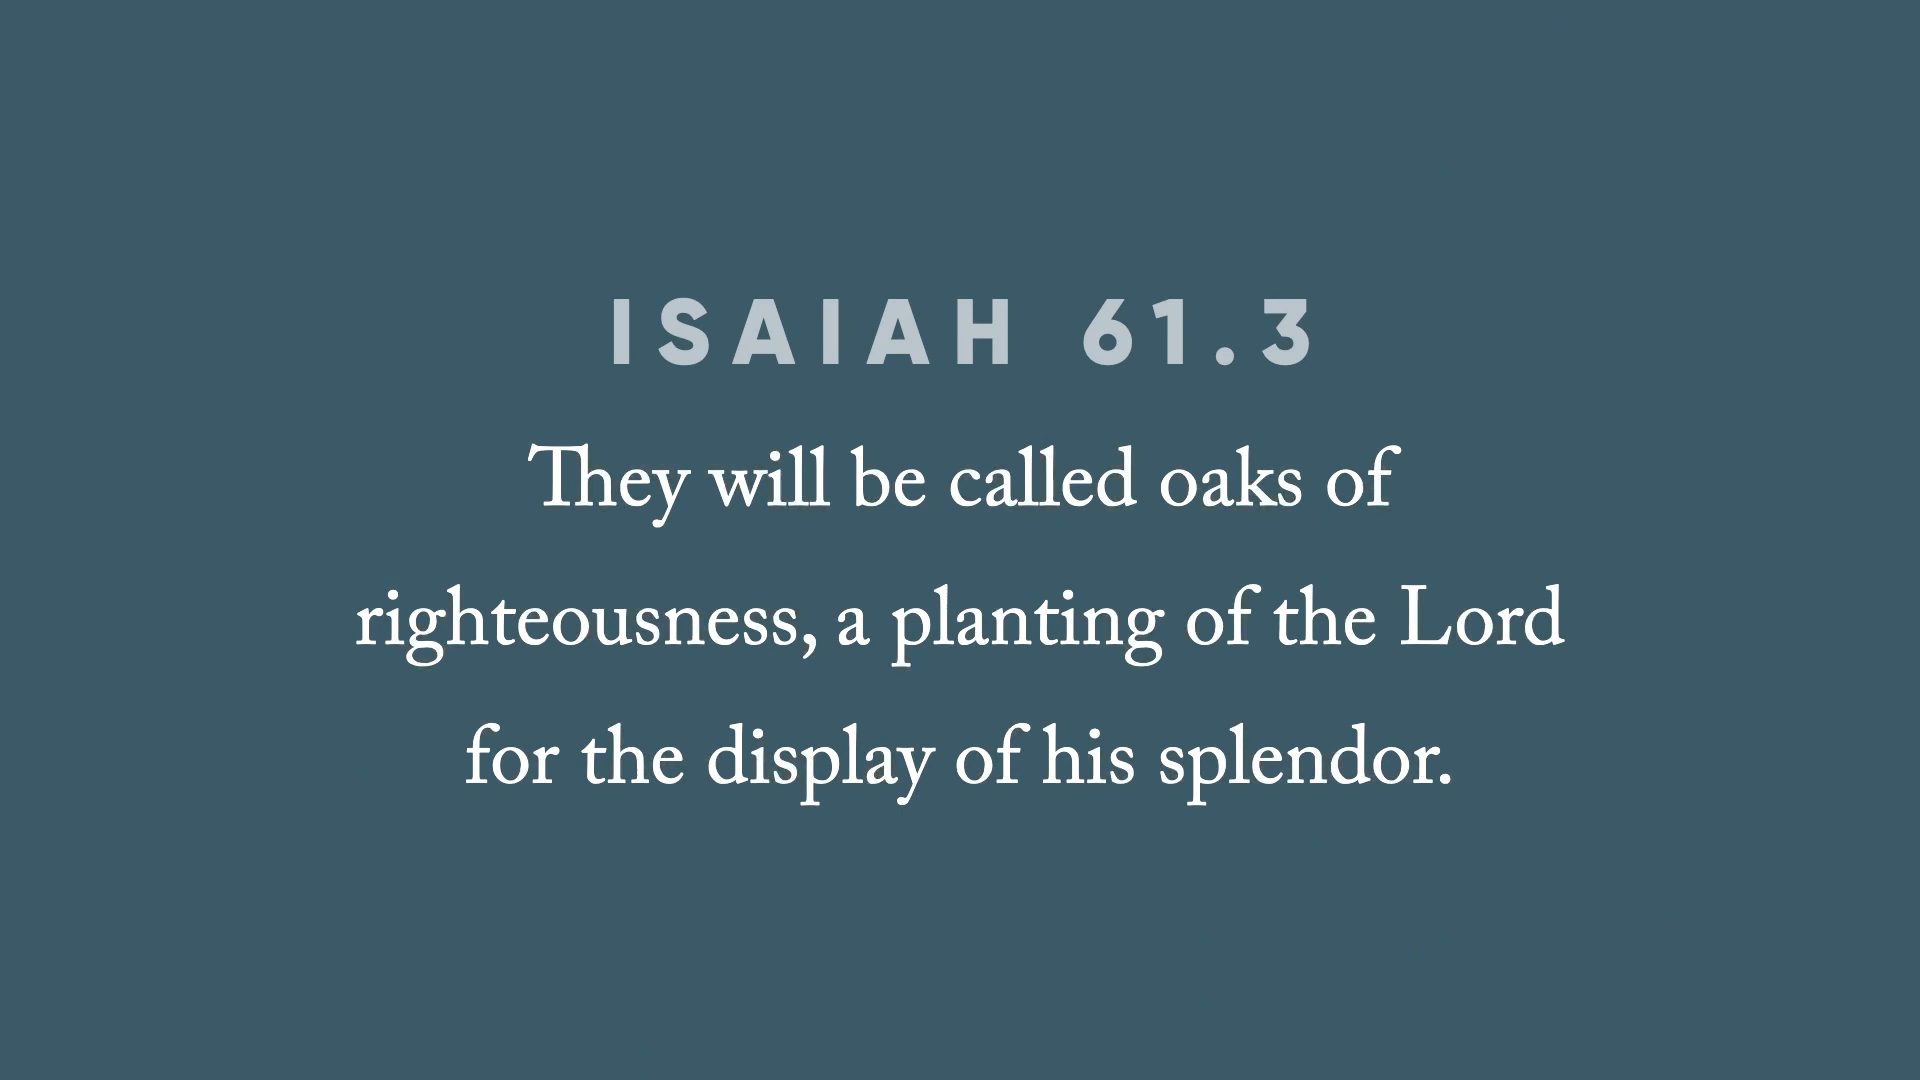 ISAIAH 61.3
They will be called oaks of
righteousness, a planting of the Lord
for the display of his splendor.